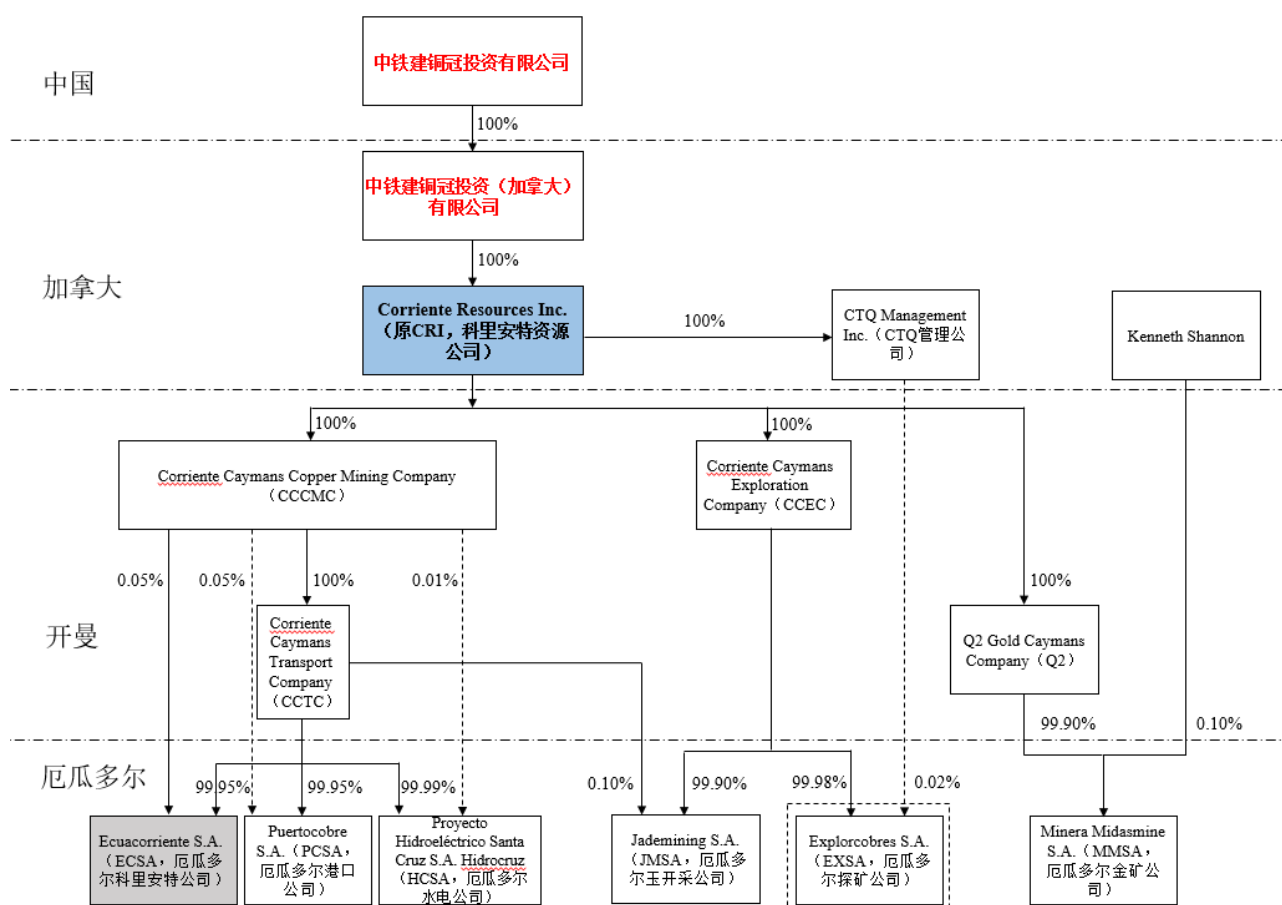 中国
中铁建铜冠投资有限公司
100%
中铁建铜冠投资（加拿大）
有限公司
100%
加拿大
Corriente Resources Inc.
（原CRI，科里安特资源
公司）
100%
CTQ Management
Inc.（CTQ管理公
司）
Kenneth Shannon
100%
100%
Corriente Caymans Copper Mining Company
（CCCMC）
Corriente Caymans
Exploration
Company（CCEC）
0.05%
0.05%
100%
0.01%
100%
开曼
Corriente
Caymans
Transport
Company
（CCTC）
Q2 Gold Caymans
Company（Q2）
99.90%
0.10%
厄瓜多尔
99.95%
99.95%
99.99%
0.10%
99.90%
99.98%
0.02%
Ecuacorriente S.A.
（ECSA，厄瓜多
尔科里安特公司）
Puertocobre
S.A.（PCSA，
厄瓜多尔港口
公司）
Proyecto
Hidroeléctrico Santa
Cruz S.A. Hidrocruz
（HCSA，厄瓜多尔
水电公司）
Jademining S.A.
（JMSA，厄瓜多
尔玉开采公司）
Explorcobres S.A.
（EXSA，厄瓜多
尔探矿公司）
Minera Midasmine
S.A.（MMSA，
厄瓜多尔金矿公
司）